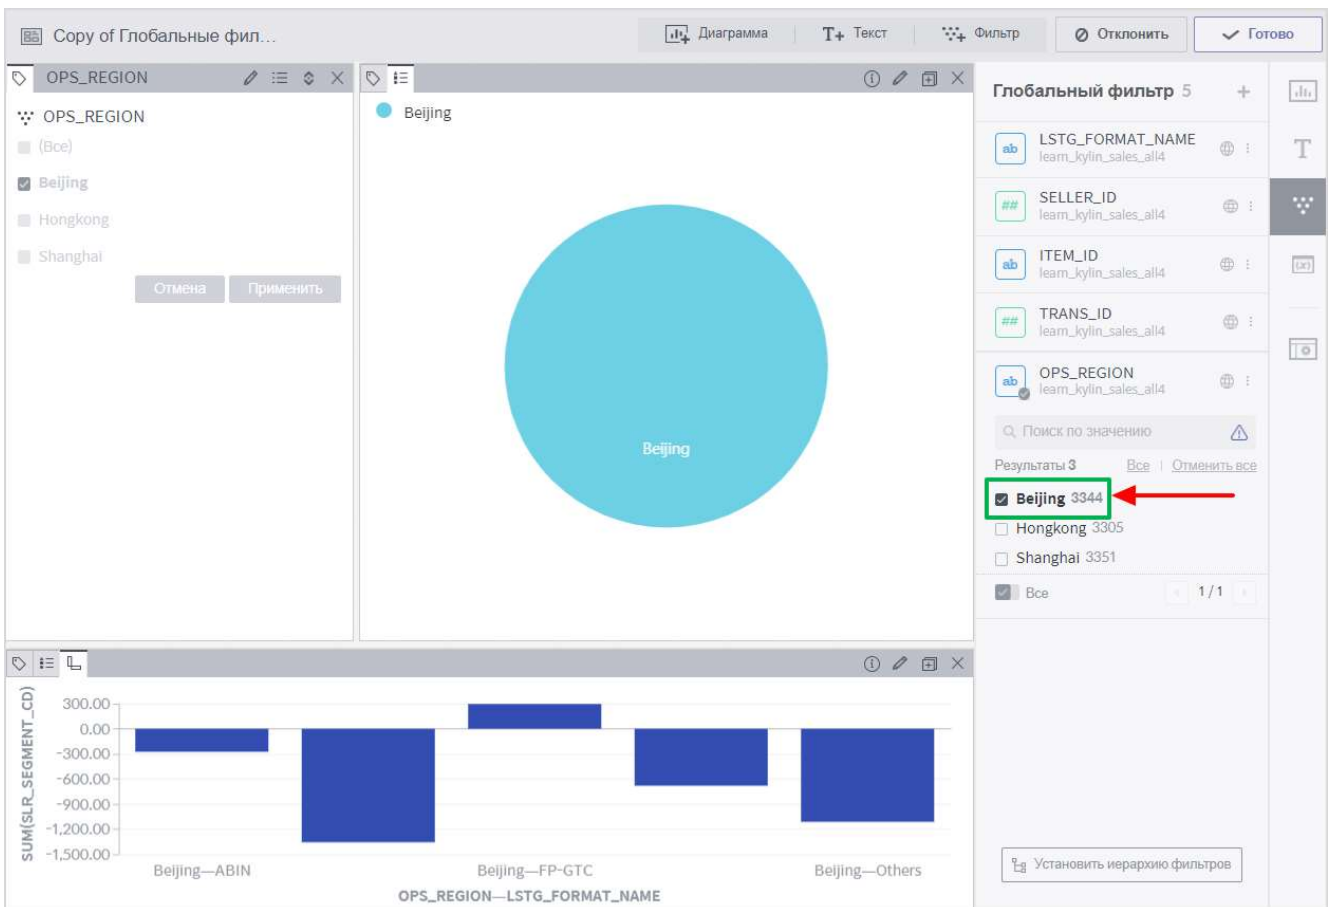 Copy of Глобальные фил...
Диаграмма
T+ Текст
Фильтр
Отклонить
Готово
OPS_REGION
OPS_REGION
(Все)
Beijing
Hongkong
Shanghai
Отмена
Применить
Beijing
Beijing
Глобальный фильтр 5
ab
LSTG_FORMAT_NAME
learn_kylin_sales_all4
##
SELLER_ID
learn_kylin_sales_all4
ab
ITEM_ID
learn_kylin_sales_all4
##
TRANS_ID
learn_kylin_sales_all4
ab
OPS_REGION
learn_kylin_sales_all4
Поиск по значению
Результаты 3
Все | Отменить все
Beijing 3344
Hongkong 3305
Shanghai 3351
Все
1 / 1
Установить иерархию фильтров
T
(x)
SUM(SLR_SEGMENT_CD)
300.00
0.00
-300.00
-600.00
-900.00
-1,200.00
-1,500.00
Beijing—ABIN
Beijing—FP-GTC
Beijing—Others
OPS_REGION—LSTG_FORMAT_NAME